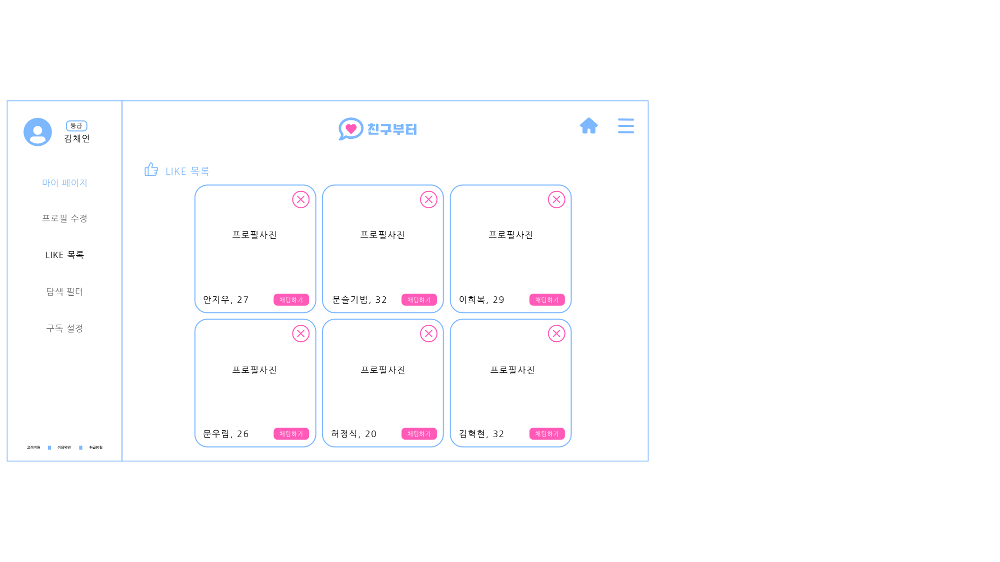 등급
김채연
마이 페이지
프로필 수정
LIKE 목록
탐색 필터
구독 설정
고객지원 이용약관 취급방침
친구부터
LIKE 목록
프로필사진
안지우, 27 채팅하기
프로필사진
문슬기범, 32 채팅하기
프로필사진
이희복, 29 채팅하기
프로필사진
문우림, 26 채팅하기
프로필사진
허정식, 20 채팅하기
프로필사진
김혁현, 32 채팅하기